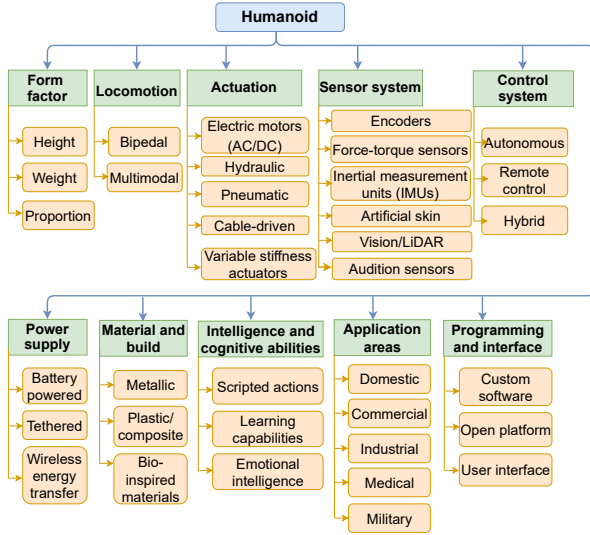 Humanoid
Form
factor
Height
Weight
Proportion
Locomotion
Bipedal
Multimodal
Actuation
Electric motors
(AC/DC)
Hydraulic
Pneumatic
Cable-driven
Variable stiffness
actuators
Sensor system
Encoders
Force-torque sensors
Inertial measurement
units (IMUs)
Artificial skin
Vision/LiDAR
Audition sensors
Control
system
Autonomous
Remote
control
Hybrid
Power
supply
Battery
powered
Tethered
Wireless
energy
transfer
Material and
build
Metallic
Plastic/
composite
Bio-
inspired
materials
Intelligence and
cognitive abilities
Scripted actions
Learning
capabilities
Emotional
intelligence
Application
areas
Domestic
Commercial
Industrial
Medical
Military
Programming
and interface
Custom
software
Open platform
User interface